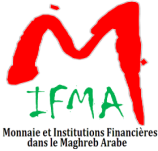 M
IFMA
Monnaie et Institutions Financières
dans le Maghreb Arabe